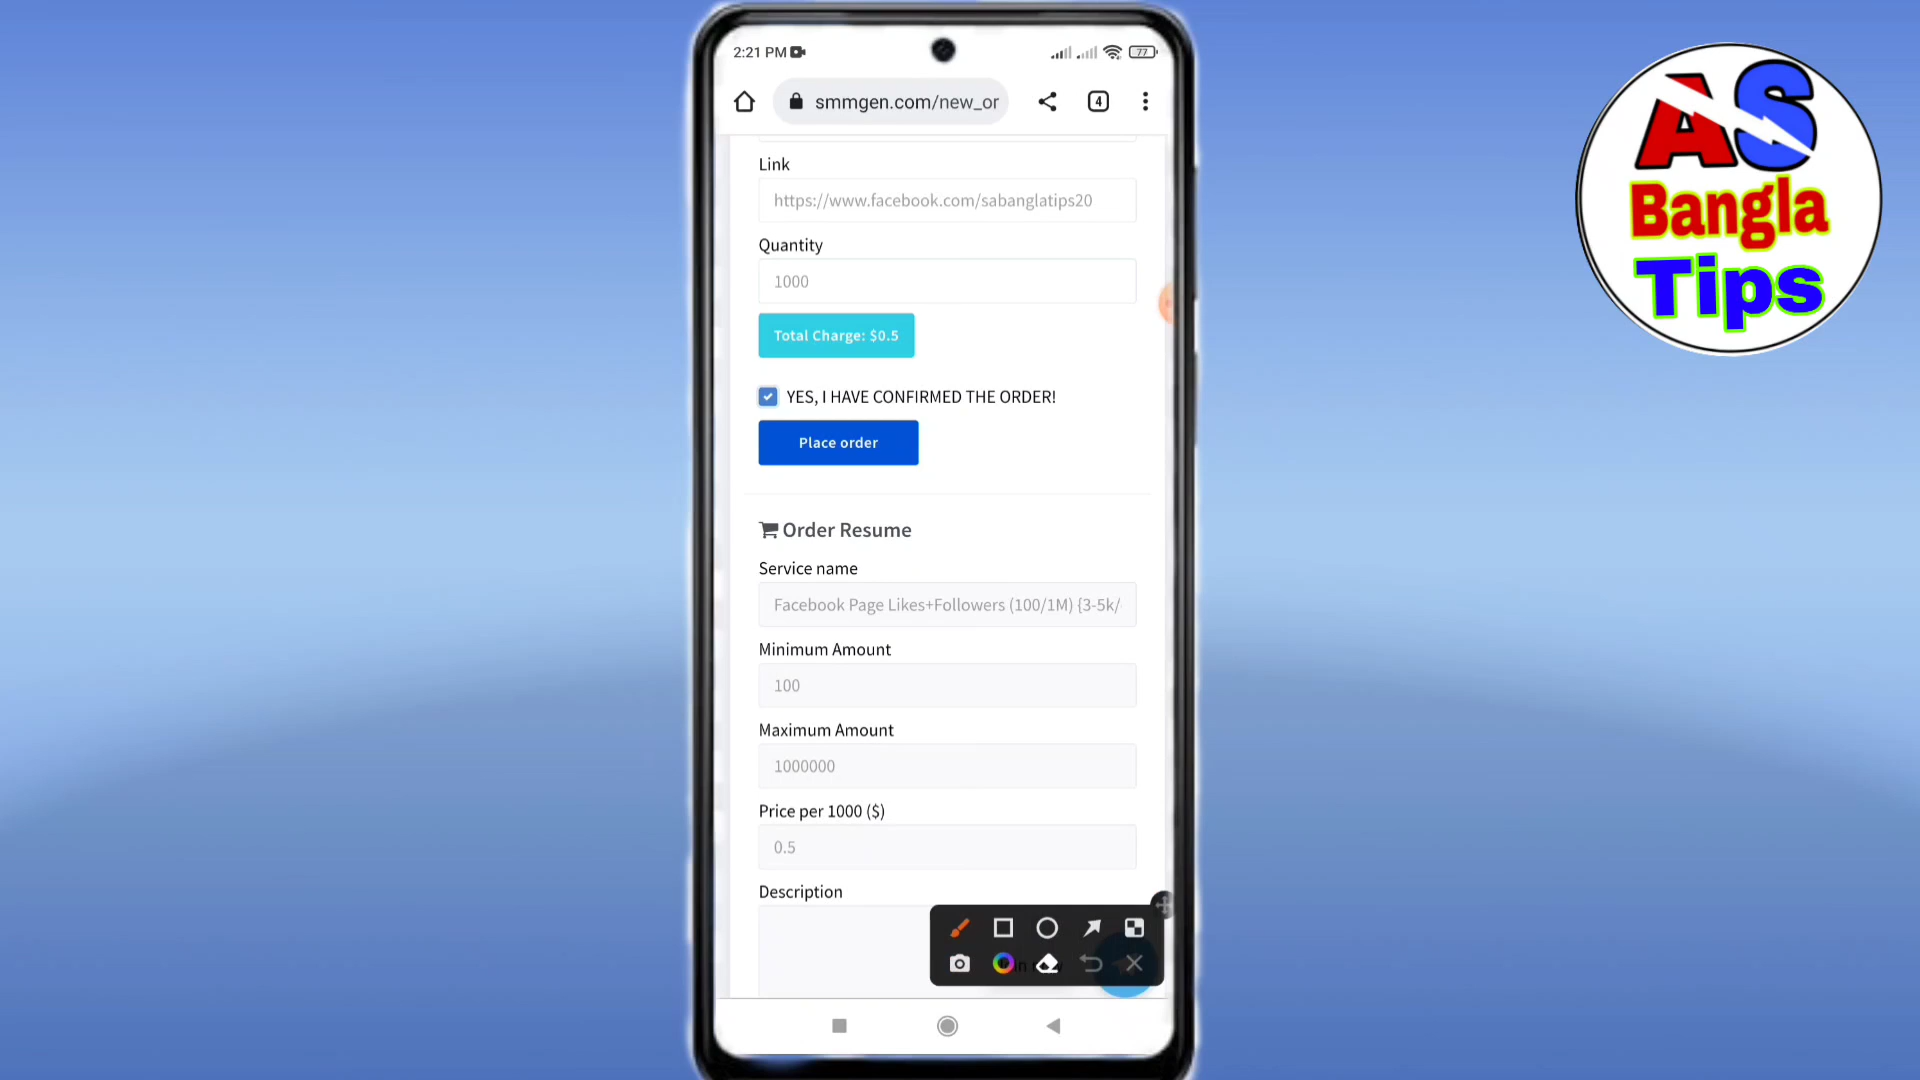 2:21 PM
77
smmgen.com/new_or
4
Link
https://www.facebook.com/sabanglatips20
Quantity
1000
Total Charge: $0.5
YES, I HAVE CONFIRMED THE ORDER!
Place order
Order Resume
Service name
Facebook Page Likes+Followers (100/1M) {3-5k/
Minimum Amount
100
Maximum Amount
1000000
Price per 1000 ($)
0.5
Description
AS
Bangla
Tips